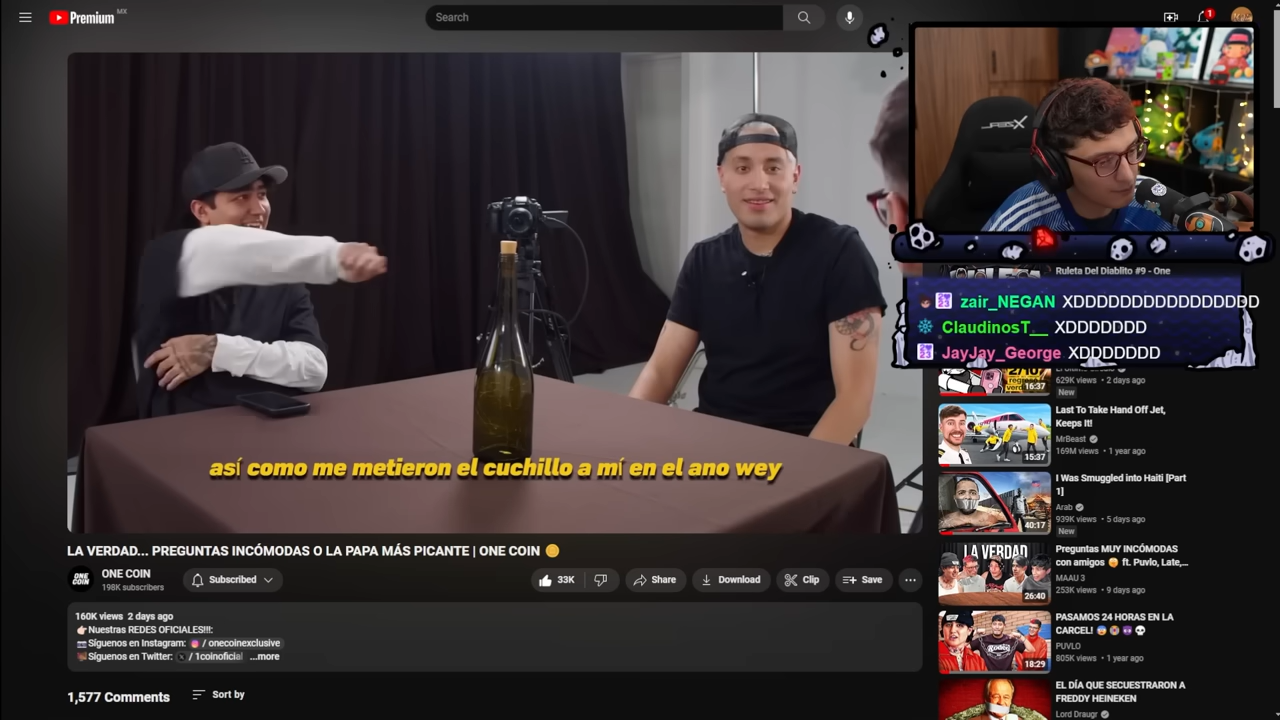 Premium MX
Search
1
así como me metieron el cuchillo a mí en el ano wey
LA VERDAD... PREGUNTAS INCÓMODAS O LA PAPA MÁS PICANTE | ONE COIN
ONE COIN
ONE COIN
198K subscribers
Subscribed
33K
Share
Download
Clip
Save
160K views 2 days ago
Nuestras REDES OFICIALES!!!:
Síguenos en Instagram: / onecoinexclusive
Síguenos en Twitter: / 1coinoficial ...more
1,577 Comments
Sort by
zair_NEGAN XDDDDDDDDDDDDDDDD
ClaudinosT__ XDDDDDDD
JayJay_George XDDDDDDD
Ruleta Del Diablito #9 - One
16:37
629K views • 2 days ago
New
15:37
Last To Take Hand Off Jet,
Keeps It!
MrBeast
169M views • 1 year ago
40:17
I Was Smuggled into Haiti [Part
1]
Arab
939K views • 5 days ago
New
LA VERDAD
26:40
Preguntas MUY INCÓMODAS
con amigos ft. Puvlo, Late,...
MAAU 3
253K views • 9 days ago
18:29
PASAMOS 24 HORAS EN LA
CARCEL!
PUVLO
805K views • 1 year ago
EL DÍA QUE SECUESTRARON A
FREDDY HEINEKEN
Lord Draugr